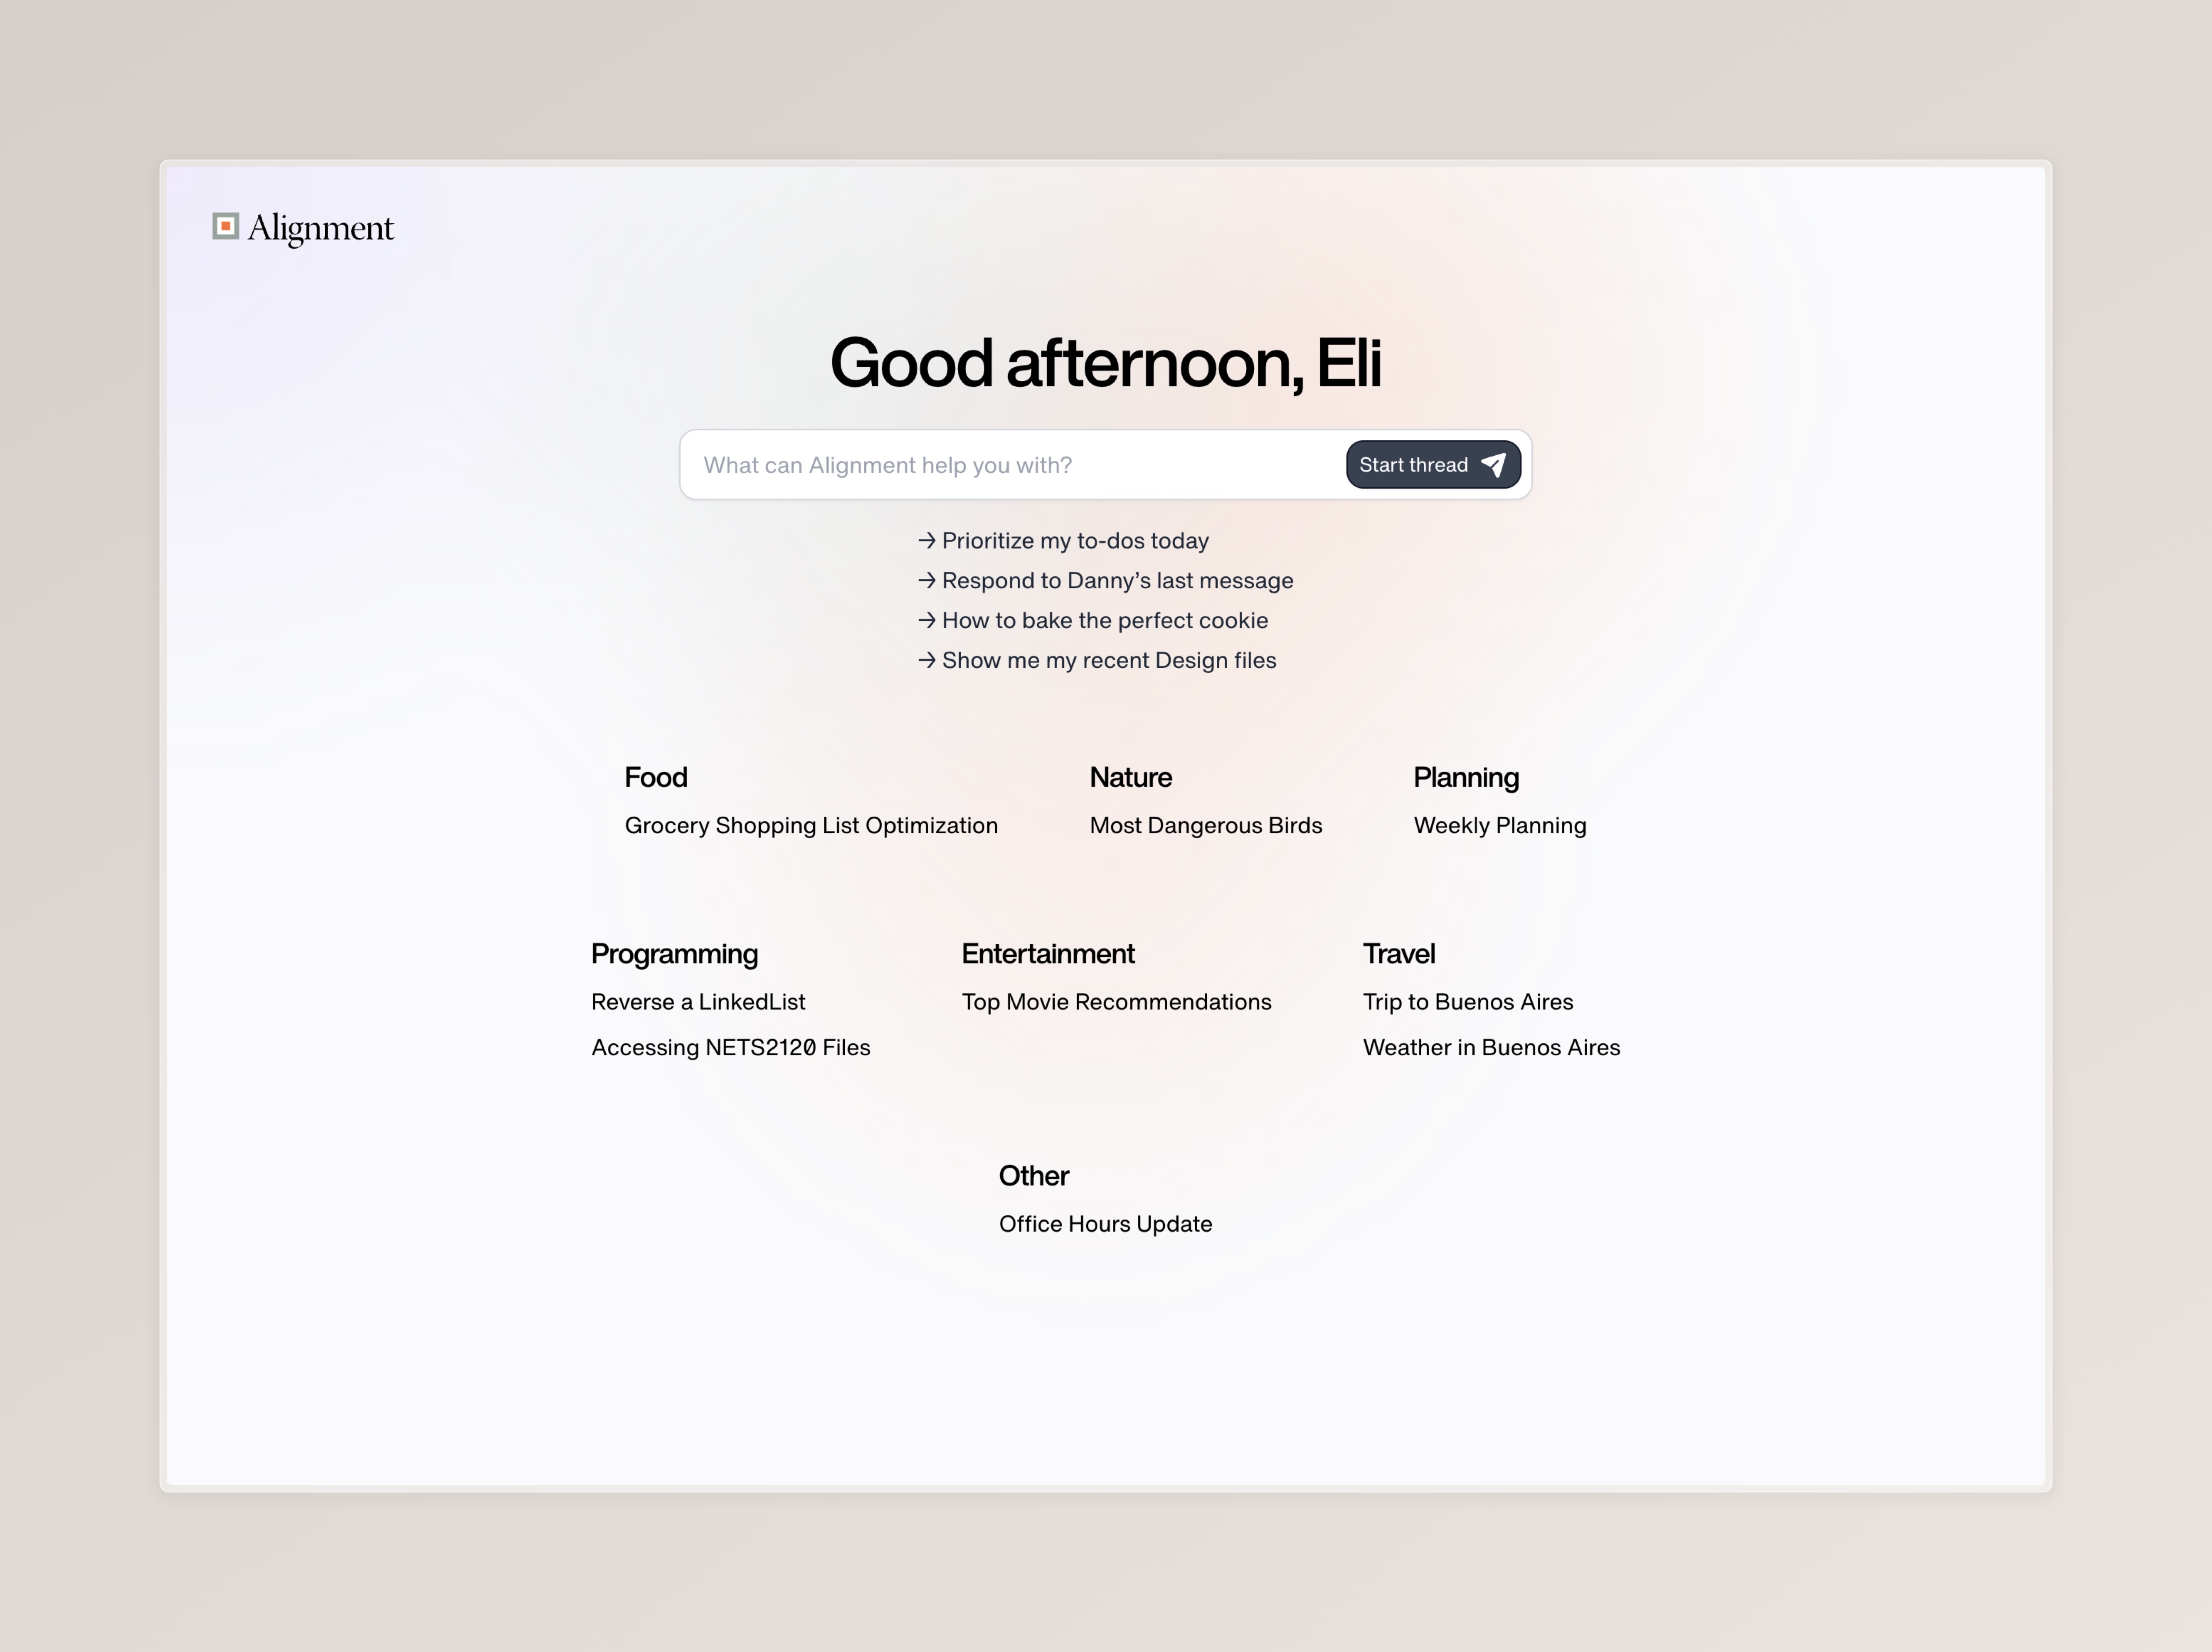 Alignment
Good afternoon, Eli
What can Alignment help you with?
Start thread
→ Prioritize my to-dos today
→ Respond to Danny’s last message
→ How to bake the perfect cookie
→ Show me my recent Design files
Food
Grocery Shopping List Optimization
Nature
Most Dangerous Birds
Planning
Weekly Planning
Programming
Reverse a LinkedList
Accessing NETS2120 Files
Entertainment
Top Movie Recommendations
Travel
Trip to Buenos Aires
Weather in Buenos Aires
Other
Office Hours Update